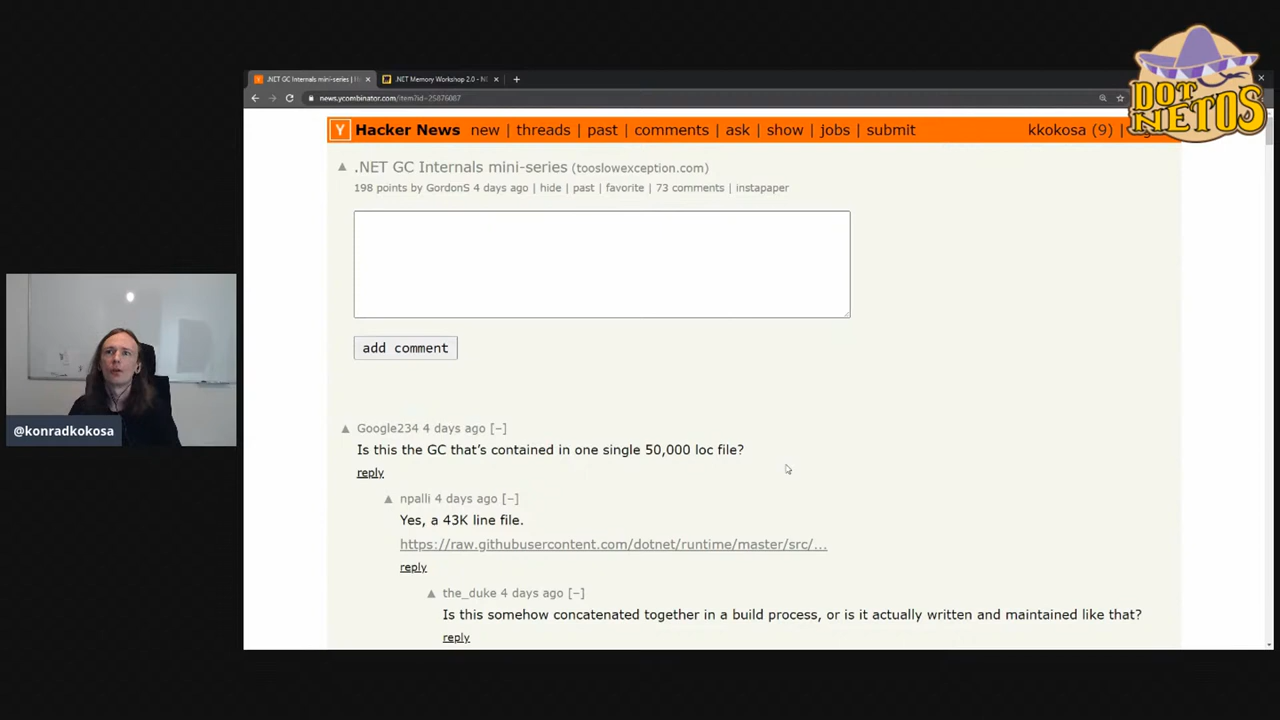 .NET GC Internals mini-series | H
.NET Memory Workshop 2.0 - N
news.ycombinator.com/item?id=25876087
DOT
NETOS
Y Hacker News new | threads | past | comments | ask | show | jobs | submit kkokosa (9) |
.NET GC Internals mini-series (tooslowexception.com)
198 points by GordonS 4 days ago | hide | past | favorite | 73 comments | instapaper
add comment
Google234 4 days ago [–]
Is this the GC that’s contained in one single 50,000 loc file?
reply
npalli 4 days ago [–]
Yes, a 43K line file.
https://raw.githubusercontent.com/dotnet/runtime/master/src/...
reply
the_duke 4 days ago [–]
Is this somehow concatenated together in a build process, or is it actually written and maintained like that?
reply
@konradkokosa